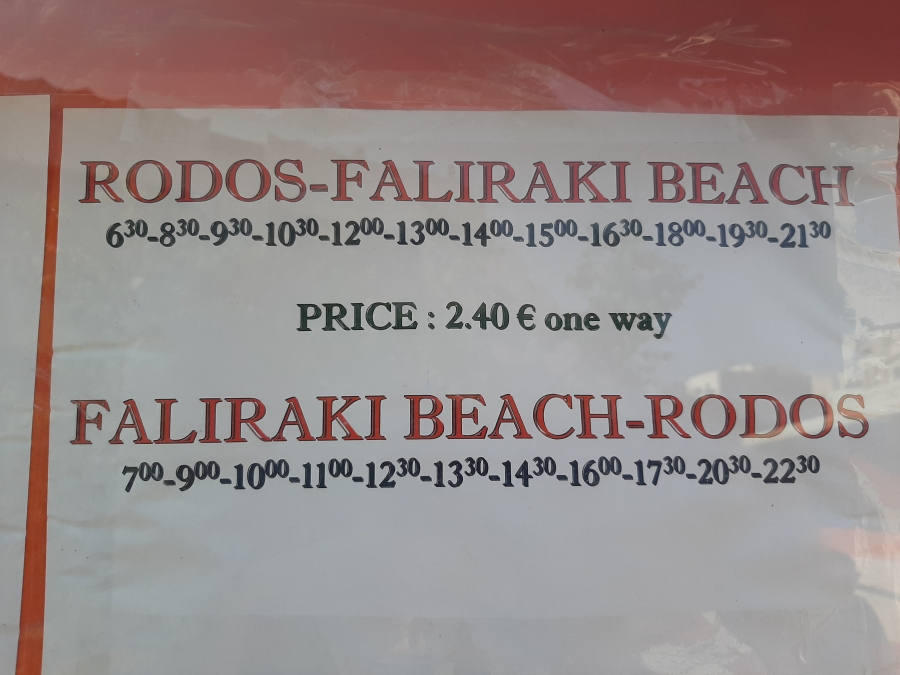 RODOS-FALIRAKI BEACH
6³⁰-8³⁰-9³⁰-10³⁰-12⁰⁰-13⁰⁰-14⁰⁰-15⁰⁰-16³⁰-18⁰⁰-19³⁰-21³⁰
PRICE : 2.40 € one way
FALIRAKI BEACH-RODOS
7⁰⁰-9⁰⁰-10⁰⁰-11⁰⁰-12³⁰-13³⁰-14³⁰-16⁰⁰-17³⁰-20³⁰-22³⁰